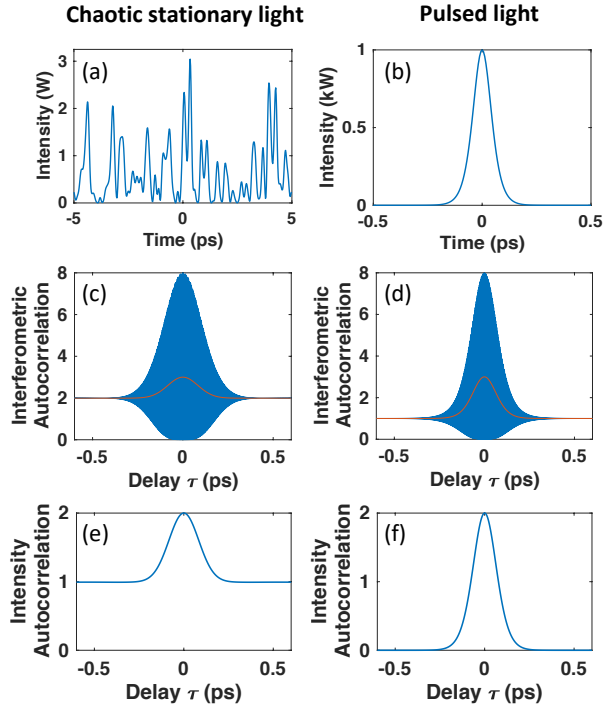 Chaotic stationary light
Pulsed light
(a)
Intensity (W)
3
2
1
0
-5
0
5
Time (ps)
(b)
Intensity (kW)
1
0.5
0
-0.5
0
0.5
Time (ps)
(c)
Interferometric
Autocorrelation
8
6
4
2
0
-0.5
0
0.5
Delay τ (ps)
(d)
Interferometric
Autocorrelation
8
6
4
2
0
-0.5
0
0.5
Delay τ (ps)
(e)
Intensity
Autocorrelation
2
1
0
-0.5
0
0.5
Delay τ (ps)
(f)
Intensity
Autocorrelation
2
1
0
-0.5
0
0.5
Delay τ (ps)